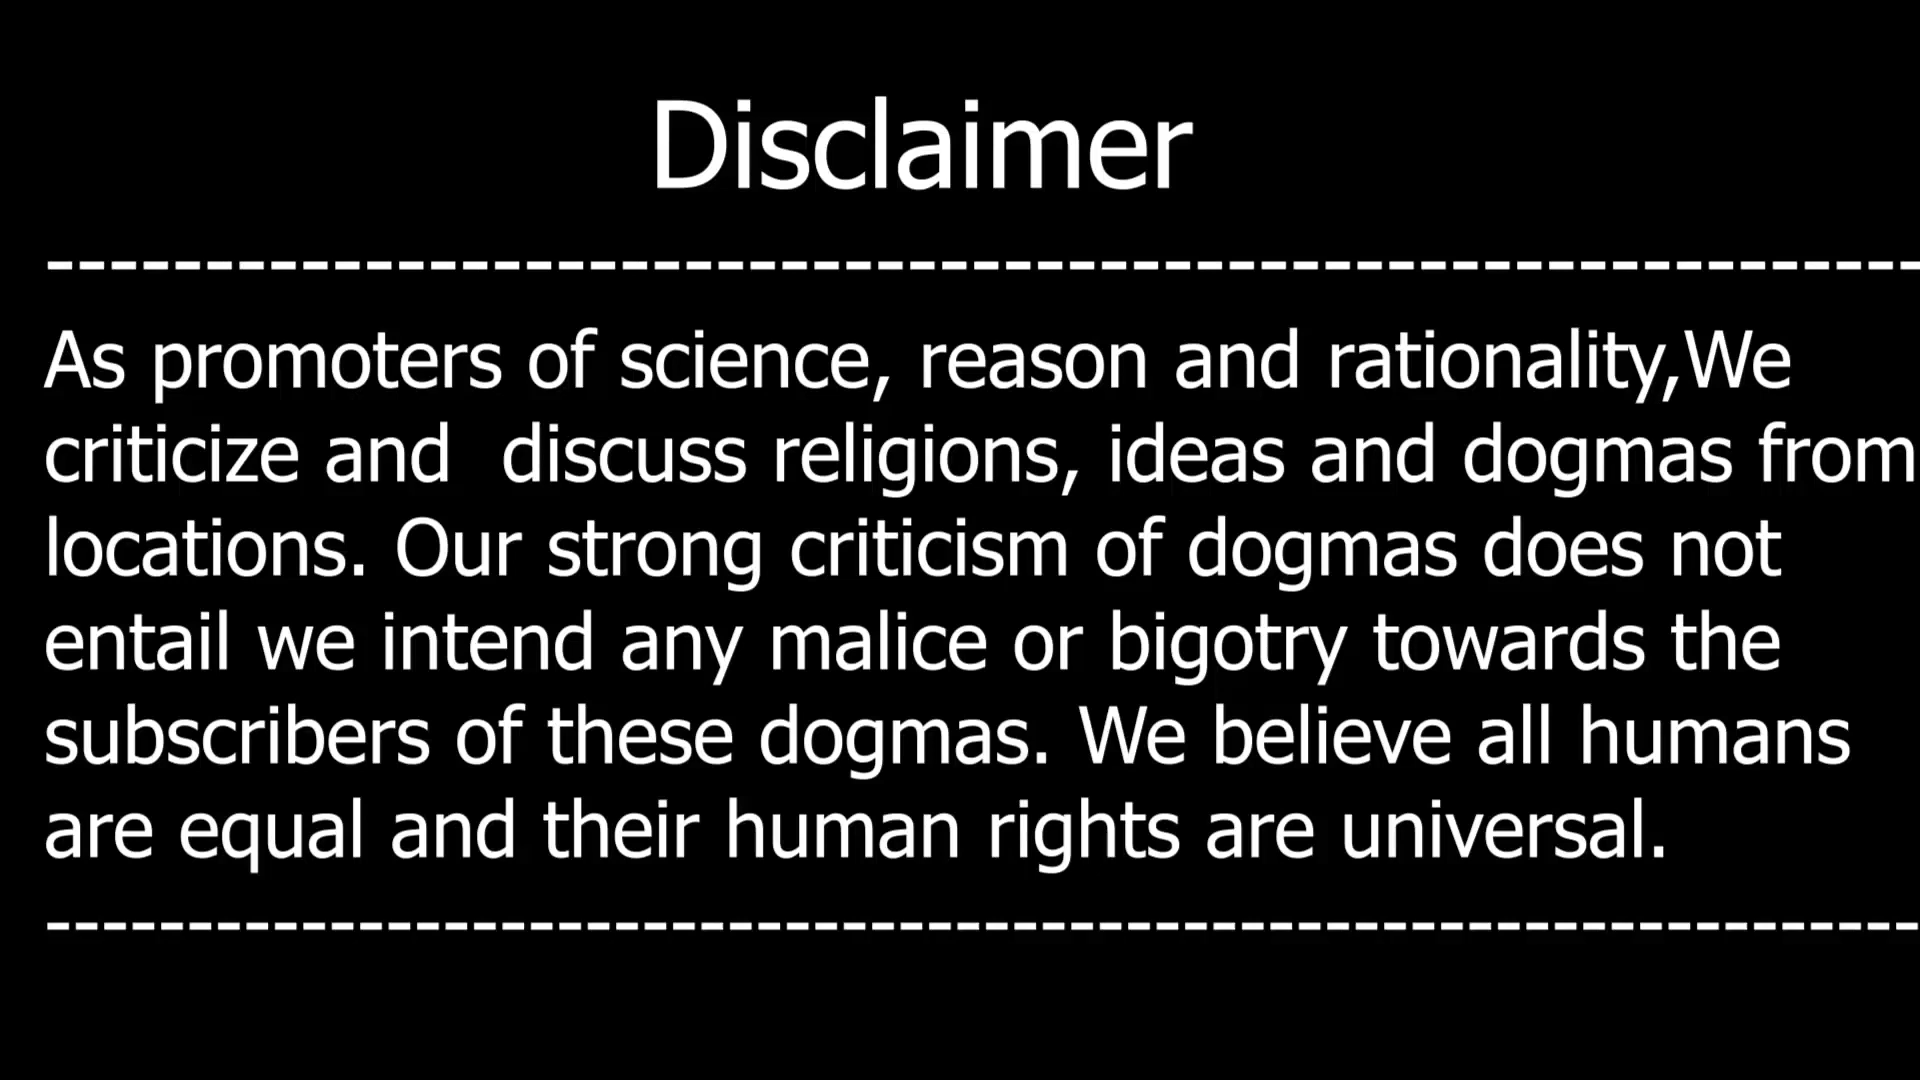 Disclaimer
-----------------------------------------------------------
As promoters of science, reason and rationality,We
criticize and  discuss religions, ideas and dogmas from
locations. Our strong criticism of dogmas does not
entail we intend any malice or bigotry towards the
subscribers of these dogmas. We believe all humans
are equal and their human rights are universal.
------------------------------------------------------------------